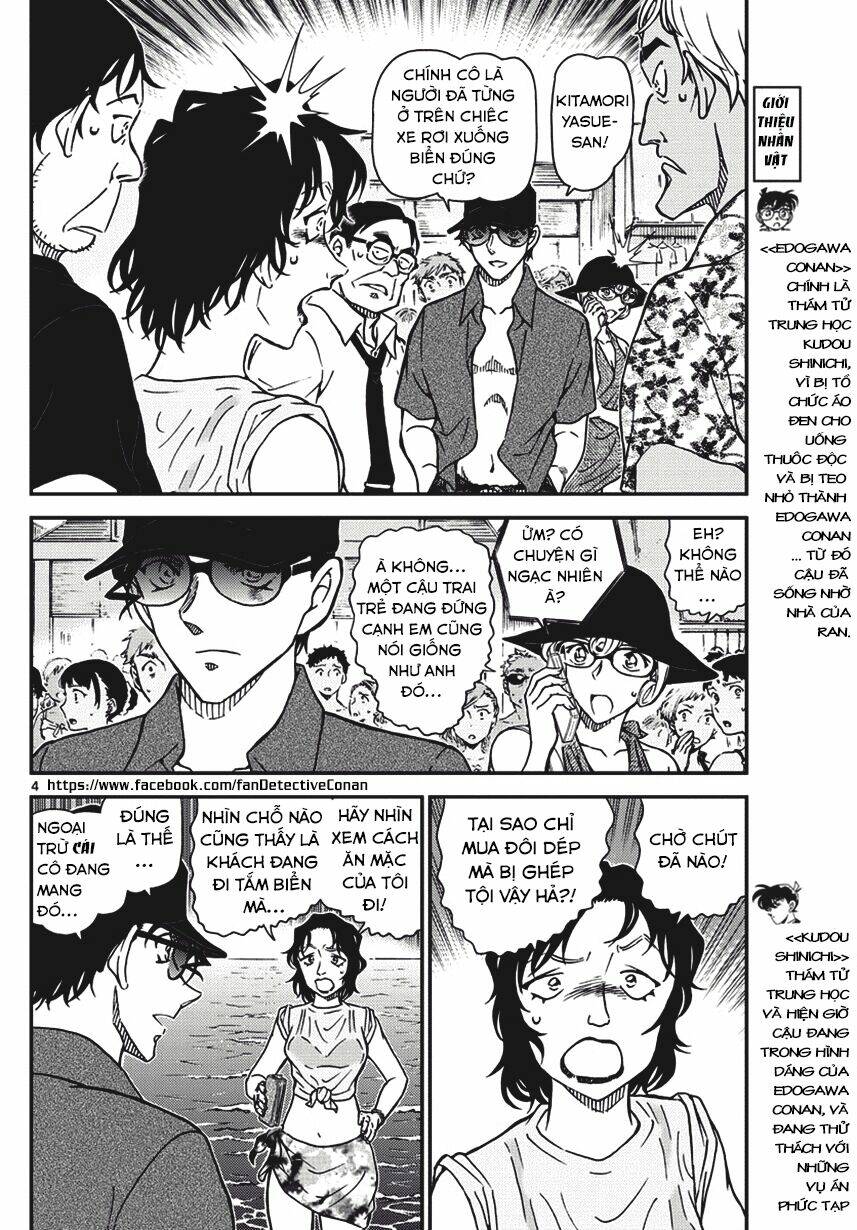 KITAMORI
YASUE-
SAN!
CHÍNH CÔ LÀ
NGƯỜI ĐÃ TỪNG
Ở TRÊN CHIẾC
XE RƠI XUỐNG
BIỂN ĐÚNG
CHỨ?
EH?
KHÔNG
THỂ NÀO
...
ỬM? CÓ
CHUYỆN GÌ
NGẠC NHIÊN
À?
À KHÔNG...
MỘT CẬU TRAI
TRẺ ĐANG ĐỨNG
CẠNH EM CŨNG
NÓI GIỐNG
NHƯ ANH
ĐÓ...
4 https://www.facebook.com/fanDetectiveConan
CHỜ CHÚT
ĐÃ NÀO!
TẠI SAO CHỈ
MUA ĐÔI DÉP
MÀ BỊ GHÉP
TỘI VẬY HẢ?!
HÃY NHÌN
XEM CÁCH
ĂN MẶC
CỦA TÔI
ĐI!
NHÌN CHỖ NÀO
CŨNG THẤY LÀ
KHÁCH ĐANG
ĐI TẮM BIỂN
MÀ...
ĐÚNG
LÀ THẾ
...
NGOẠI
TRỪ CÁI
CÔ ĐANG
MANG
ĐÓ...
GIỚI
THIỆU
NHÂN
VẬT
<<EDOGAWA
CONAN>>
CHÍNH LÀ
THÁM TỬ
TRUNG HỌC
KUDOU
SHINICHI,
VÌ BỊ TỔ
CHỨC ÁO
ĐEN CHO
UỐNG
THUỐC ĐỘC
VÀ BỊ TEO
NHỎ THÀNH
EDOGAWA
CONAN
... TỪ ĐÓ
CẬU ĐÃ
SỐNG NHỜ
NHÀ CỦA
RAN.
<<KUDOU
SHINICHI>>
THÁM TỬ
TRUNG HỌC
VÀ HIỆN GIỜ
CẬU ĐANG
TRONG HÌNH
DÁNG CỦA
EDOGAWA
CONAN, VÀ
ĐANG THỬ
THÁCH VỚI
NHỮNG
VỤ ÁN
PHỨC TẠP